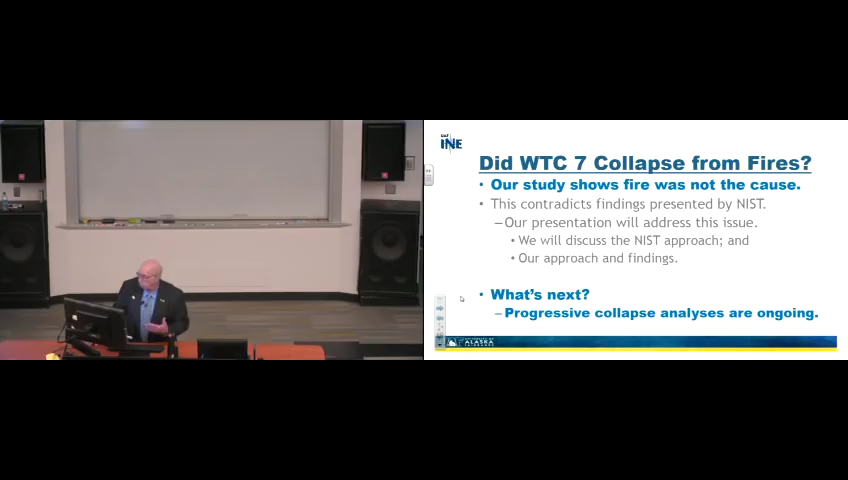 UAF
INE
Did WTC 7 Collapse from Fires?
• Our study shows fire was not the cause.
• This contradicts findings presented by NIST.
–Our presentation will address this issue.
• We will discuss the NIST approach; and
• Our approach and findings.
• What's next?
– Progressive collapse analyses are ongoing.
ALASKA